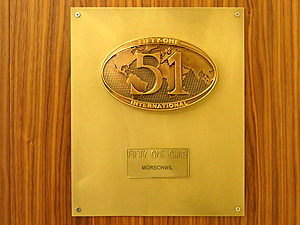 FIFTY-ONE
51
INTERNATIONAL
FIFTY ONE CLUB
MÖRSCHWIL